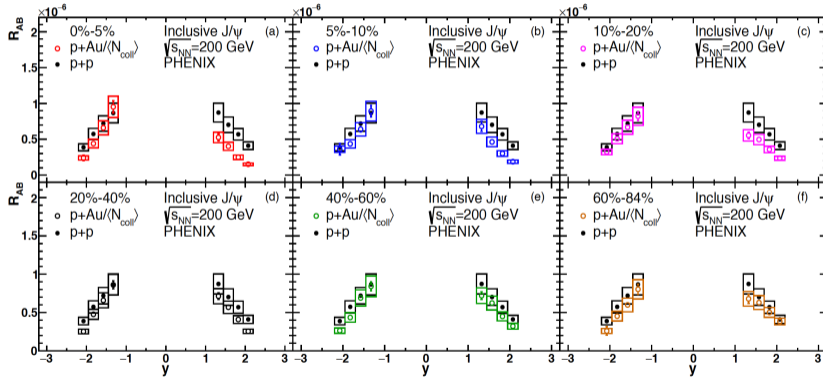 ×10⁻⁶ ×10⁻⁶ ×10⁻⁶
R_AB 2 1.5 1 0.5 0
0%-5% Inclusive J/ψ (a)
p+Au/⟨N_coll⟩ √s_NN=200 GeV
p+p PHENIX
5%-10% Inclusive J/ψ (b)
p+Au/⟨N_coll⟩ √s_NN=200 GeV
p+p PHENIX
10%-20% Inclusive J/ψ (c)
p+Au/⟨N_coll⟩ √s_NN=200 GeV
p+p PHENIX
R_AB 2 1.5 1 0.5 0
20%-40% Inclusive J/ψ (d)
p+Au/⟨N_coll⟩ √s_NN=200 GeV
p+p PHENIX
40%-60% Inclusive J/ψ (e)
p+Au/⟨N_coll⟩ √s_NN=200 GeV
p+p PHENIX
60%-84% Inclusive J/ψ (f)
p+Au/⟨N_coll⟩ √s_NN=200 GeV
p+p PHENIX
−3 −2 −1 0 1 2 3 −2 −1 0 1 2 3 −2 −1 0 1 2 3
y y y